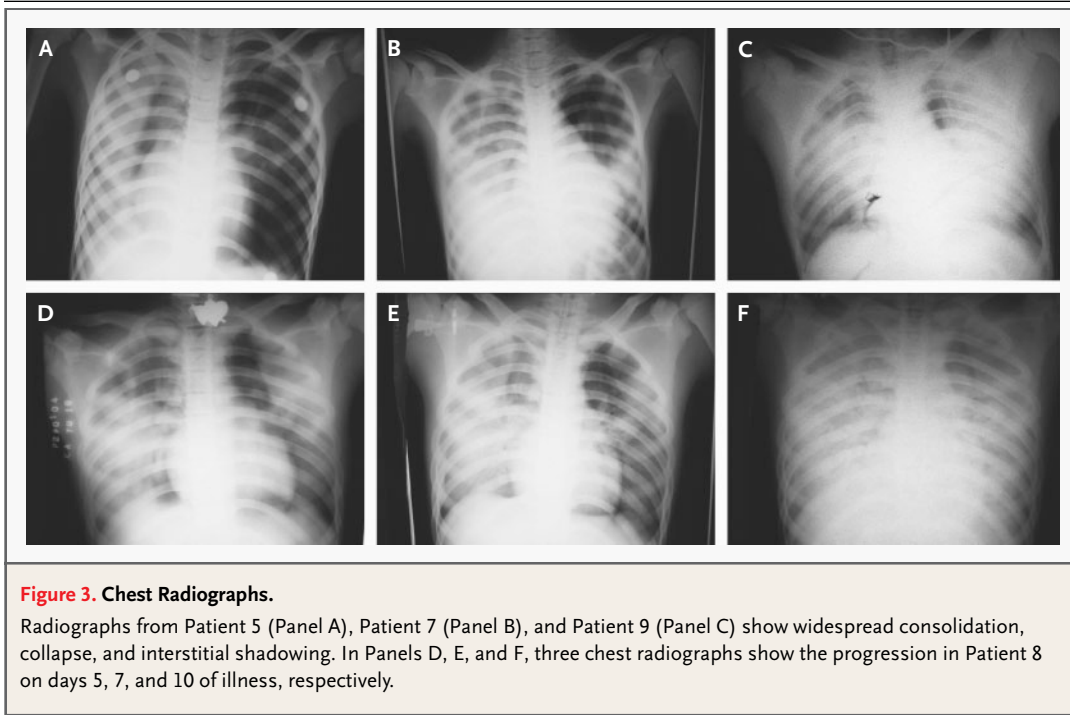 A
B
C
D
E
F
Figure 3. Chest Radiographs.
Radiographs from Patient 5 (Panel A), Patient 7 (Panel B), and Patient 9 (Panel C) show widespread consolidation,
collapse, and interstitial shadowing. In Panels D, E, and F, three chest radiographs show the progression in Patient 8
on days 5, 7, and 10 of illness, respectively.